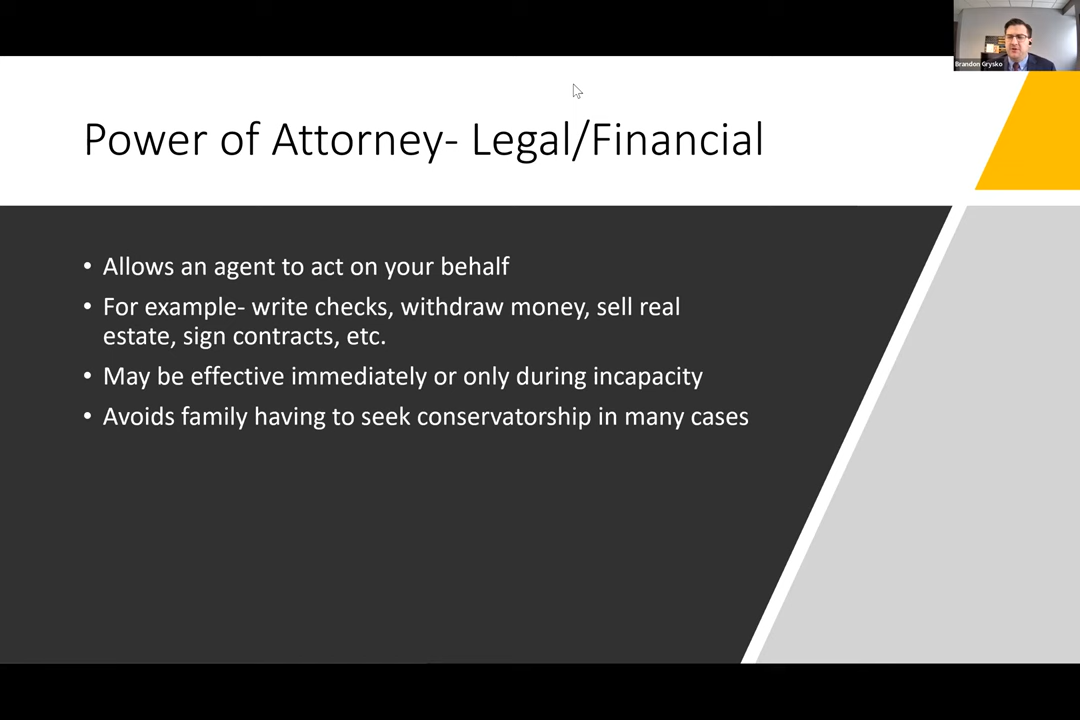 Brandon Grysko
Power of Attorney- Legal/Financial
• Allows an agent to act on your behalf
• For example- write checks, withdraw money, sell real
estate, sign contracts, etc.
• May be effective immediately or only during incapacity
• Avoids family having to seek conservatorship in many cases